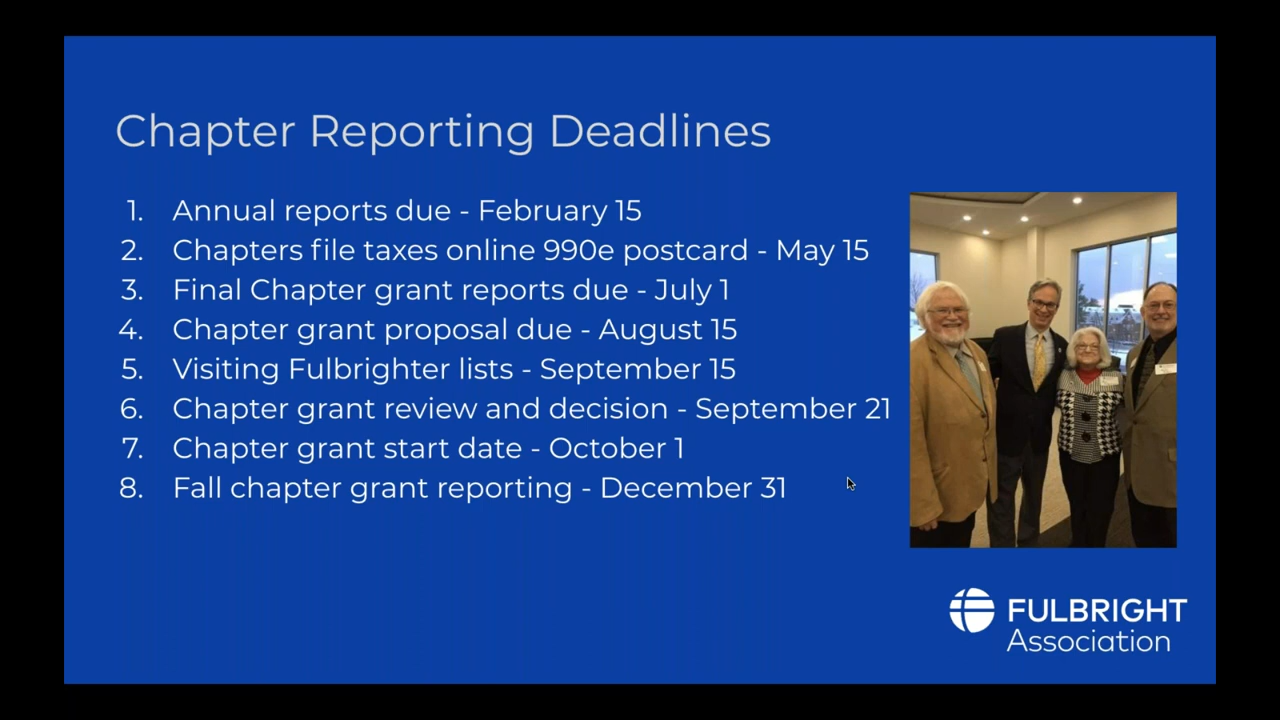 Chapter Reporting Deadlines
1. Annual reports due - February 15
2. Chapters file taxes online 990e postcard - May 15
3. Final Chapter grant reports due - July 1
4. Chapter grant proposal due - August 15
5. Visiting Fulbrighter lists - September 15
6. Chapter grant review and decision - September 21
7. Chapter grant start date - October 1
8. Fall chapter grant reporting - December 31
FULBRIGHT
Association